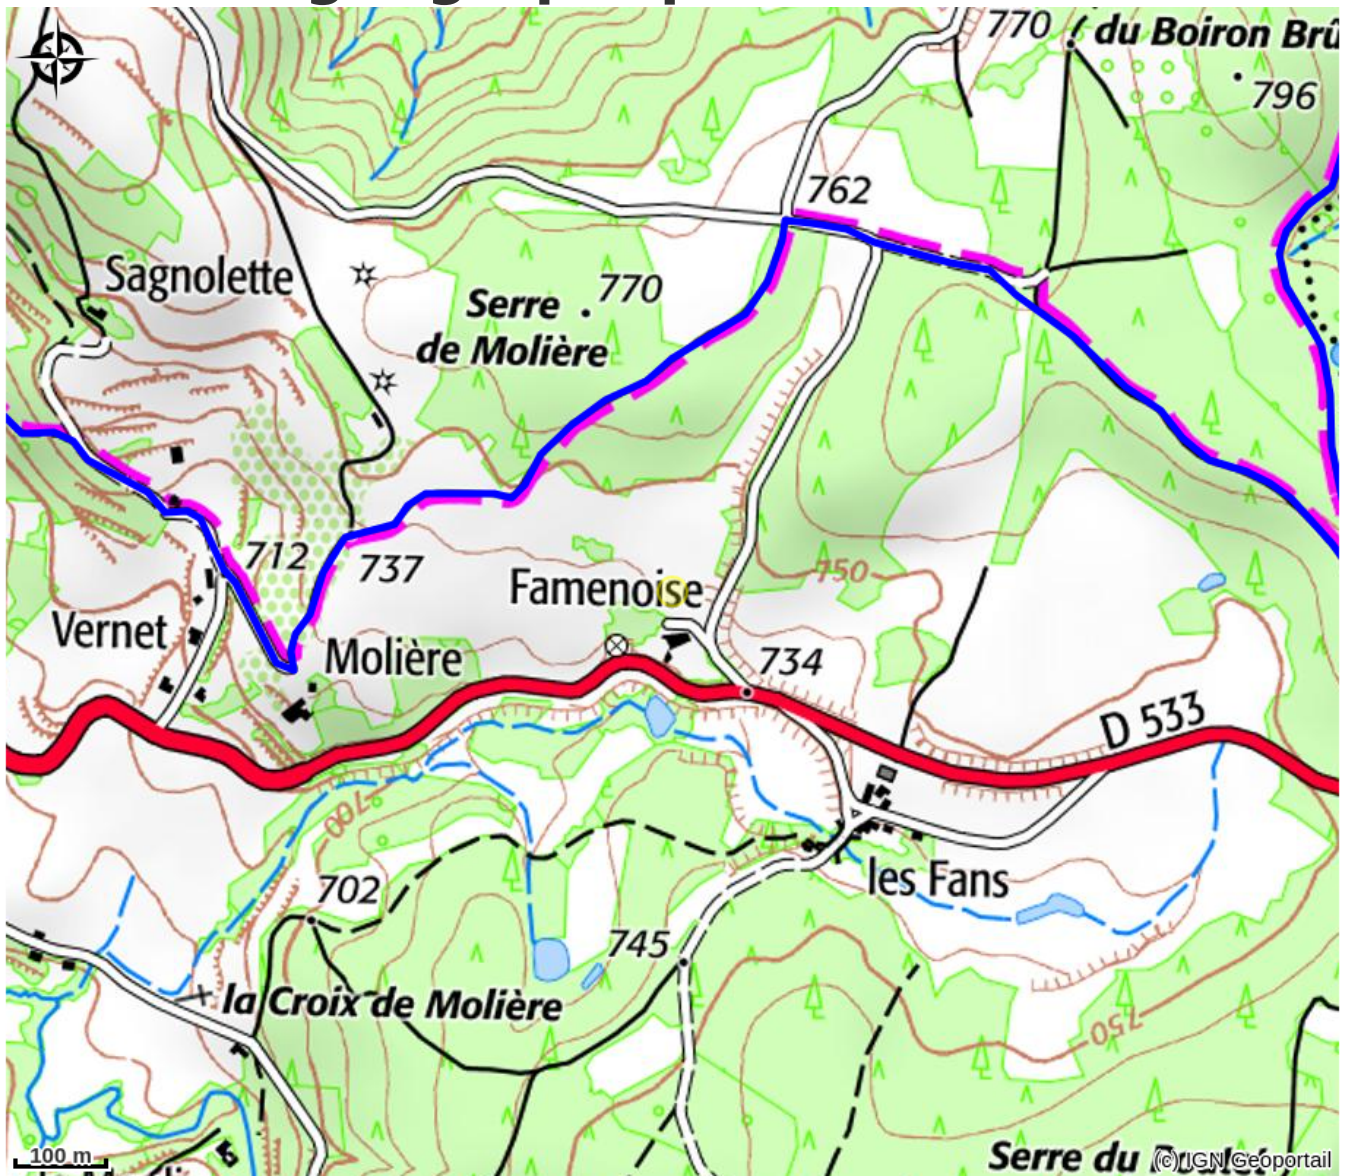 770
du Boiron Brû
796
762
Sagnolette
770
Serre
de Molière
712
737
750
Famenoise
Vernet
Molière
734
D 533
700
les Fans
702
745
la Croix de Molière
750
100 m
Serre du
(c) IGN Geoportail